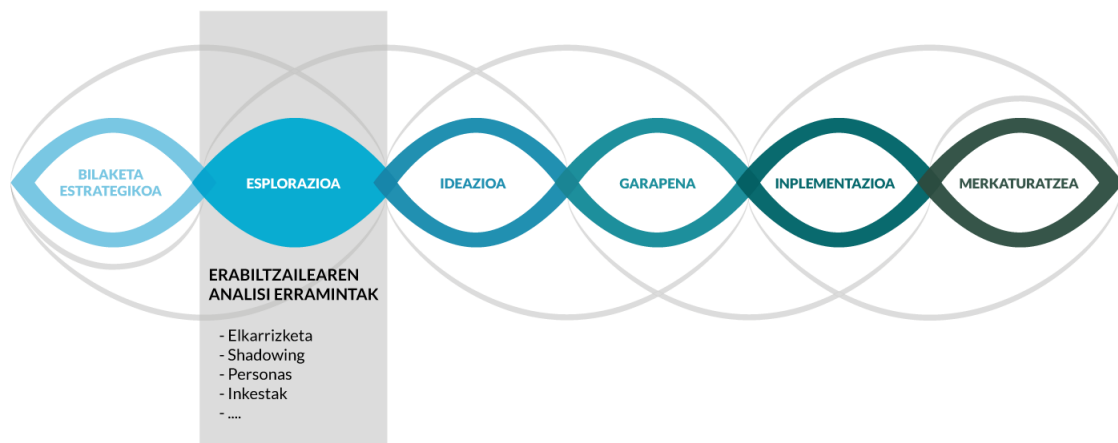 BILAKETA
ESTRATEGIKOA
ESPLORAZIOA
IDEAZIOA
GARAPENA
INPLEMENTAZIOA
MERKATURATZEA
ERABILTZAILEAREN
ANALISI ERRAMINTAK
- Elkarrizketa
- Shadowing
- Personas
- Inkestak
- ....